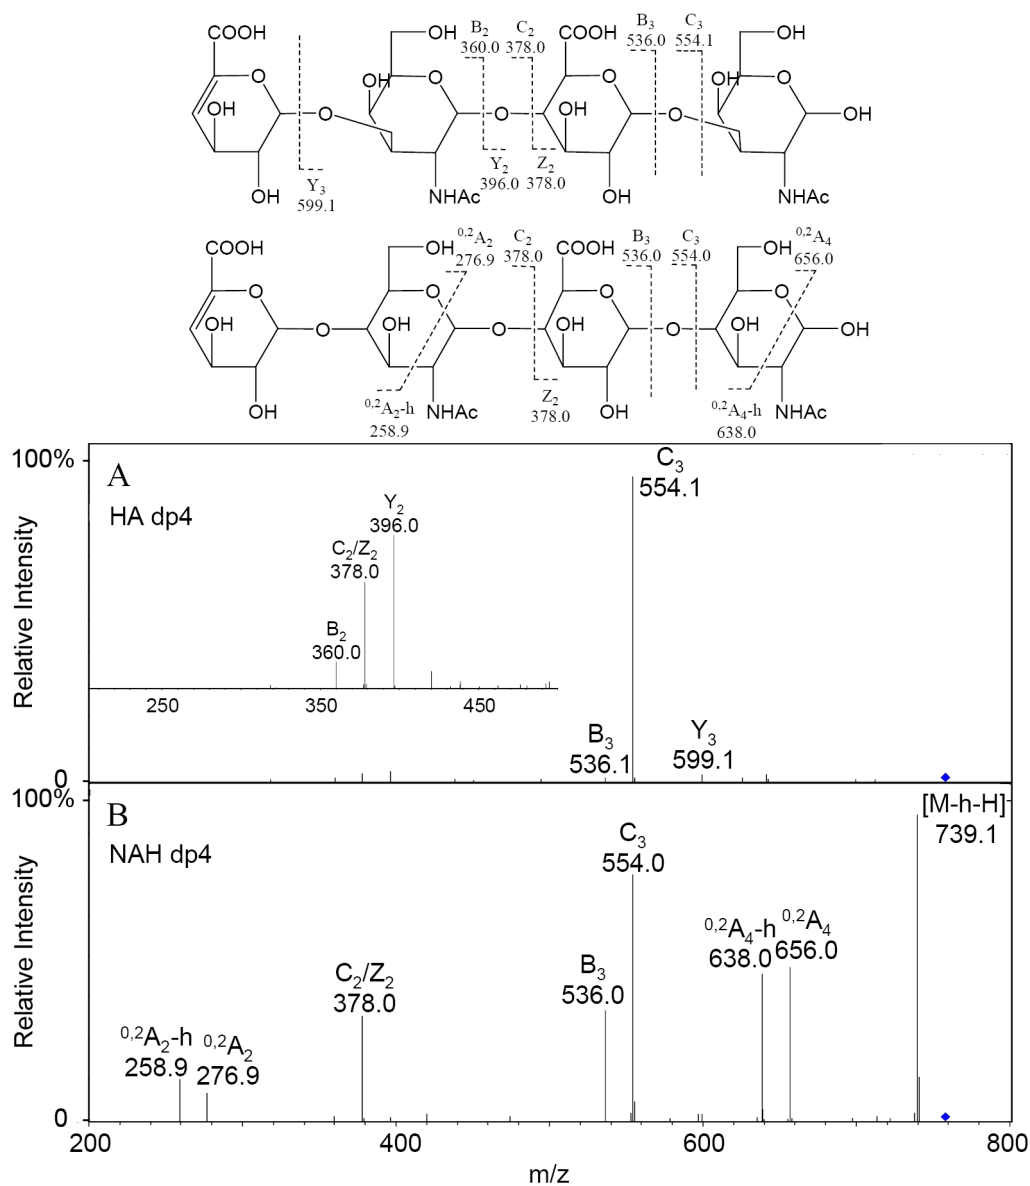 B2 C2 B3 C3
COOH OH 360.0 378.0 COOH 536.0 554.1 OH
O OH O O OH O
OH OH OH
O O O OH
Y3 Y2 Z2
599.1 396.0 378.0
OH NHAc OH NHAc
0,2A2 C2 B3 C3 0,2A4
COOH OH 276.9 378.0 COOH 536.0 554.0 OH 656.0
O O O O
OH OH OH OH
O O O OH
0,2A2-h Z2 0,2A4-h
258.9 378.0 638.0
OH NHAc OH NHAc
100%
A
HA dp4
C3
554.1
Y2
396.0
C2/Z2
378.0
B2
360.0
250 350 450
B3
536.1
Y3
599.1
Relative Intensity
0
100%
B
NAH dp4
[M-h-H]
739.1
C3
554.0
0,2A4-h 0,2A4
638.0 656.0
C2/Z2
378.0
B3
536.0
0,2A2-h 0,2A2
258.9 276.9
Relative Intensity
0
200 400 600 800
m/z